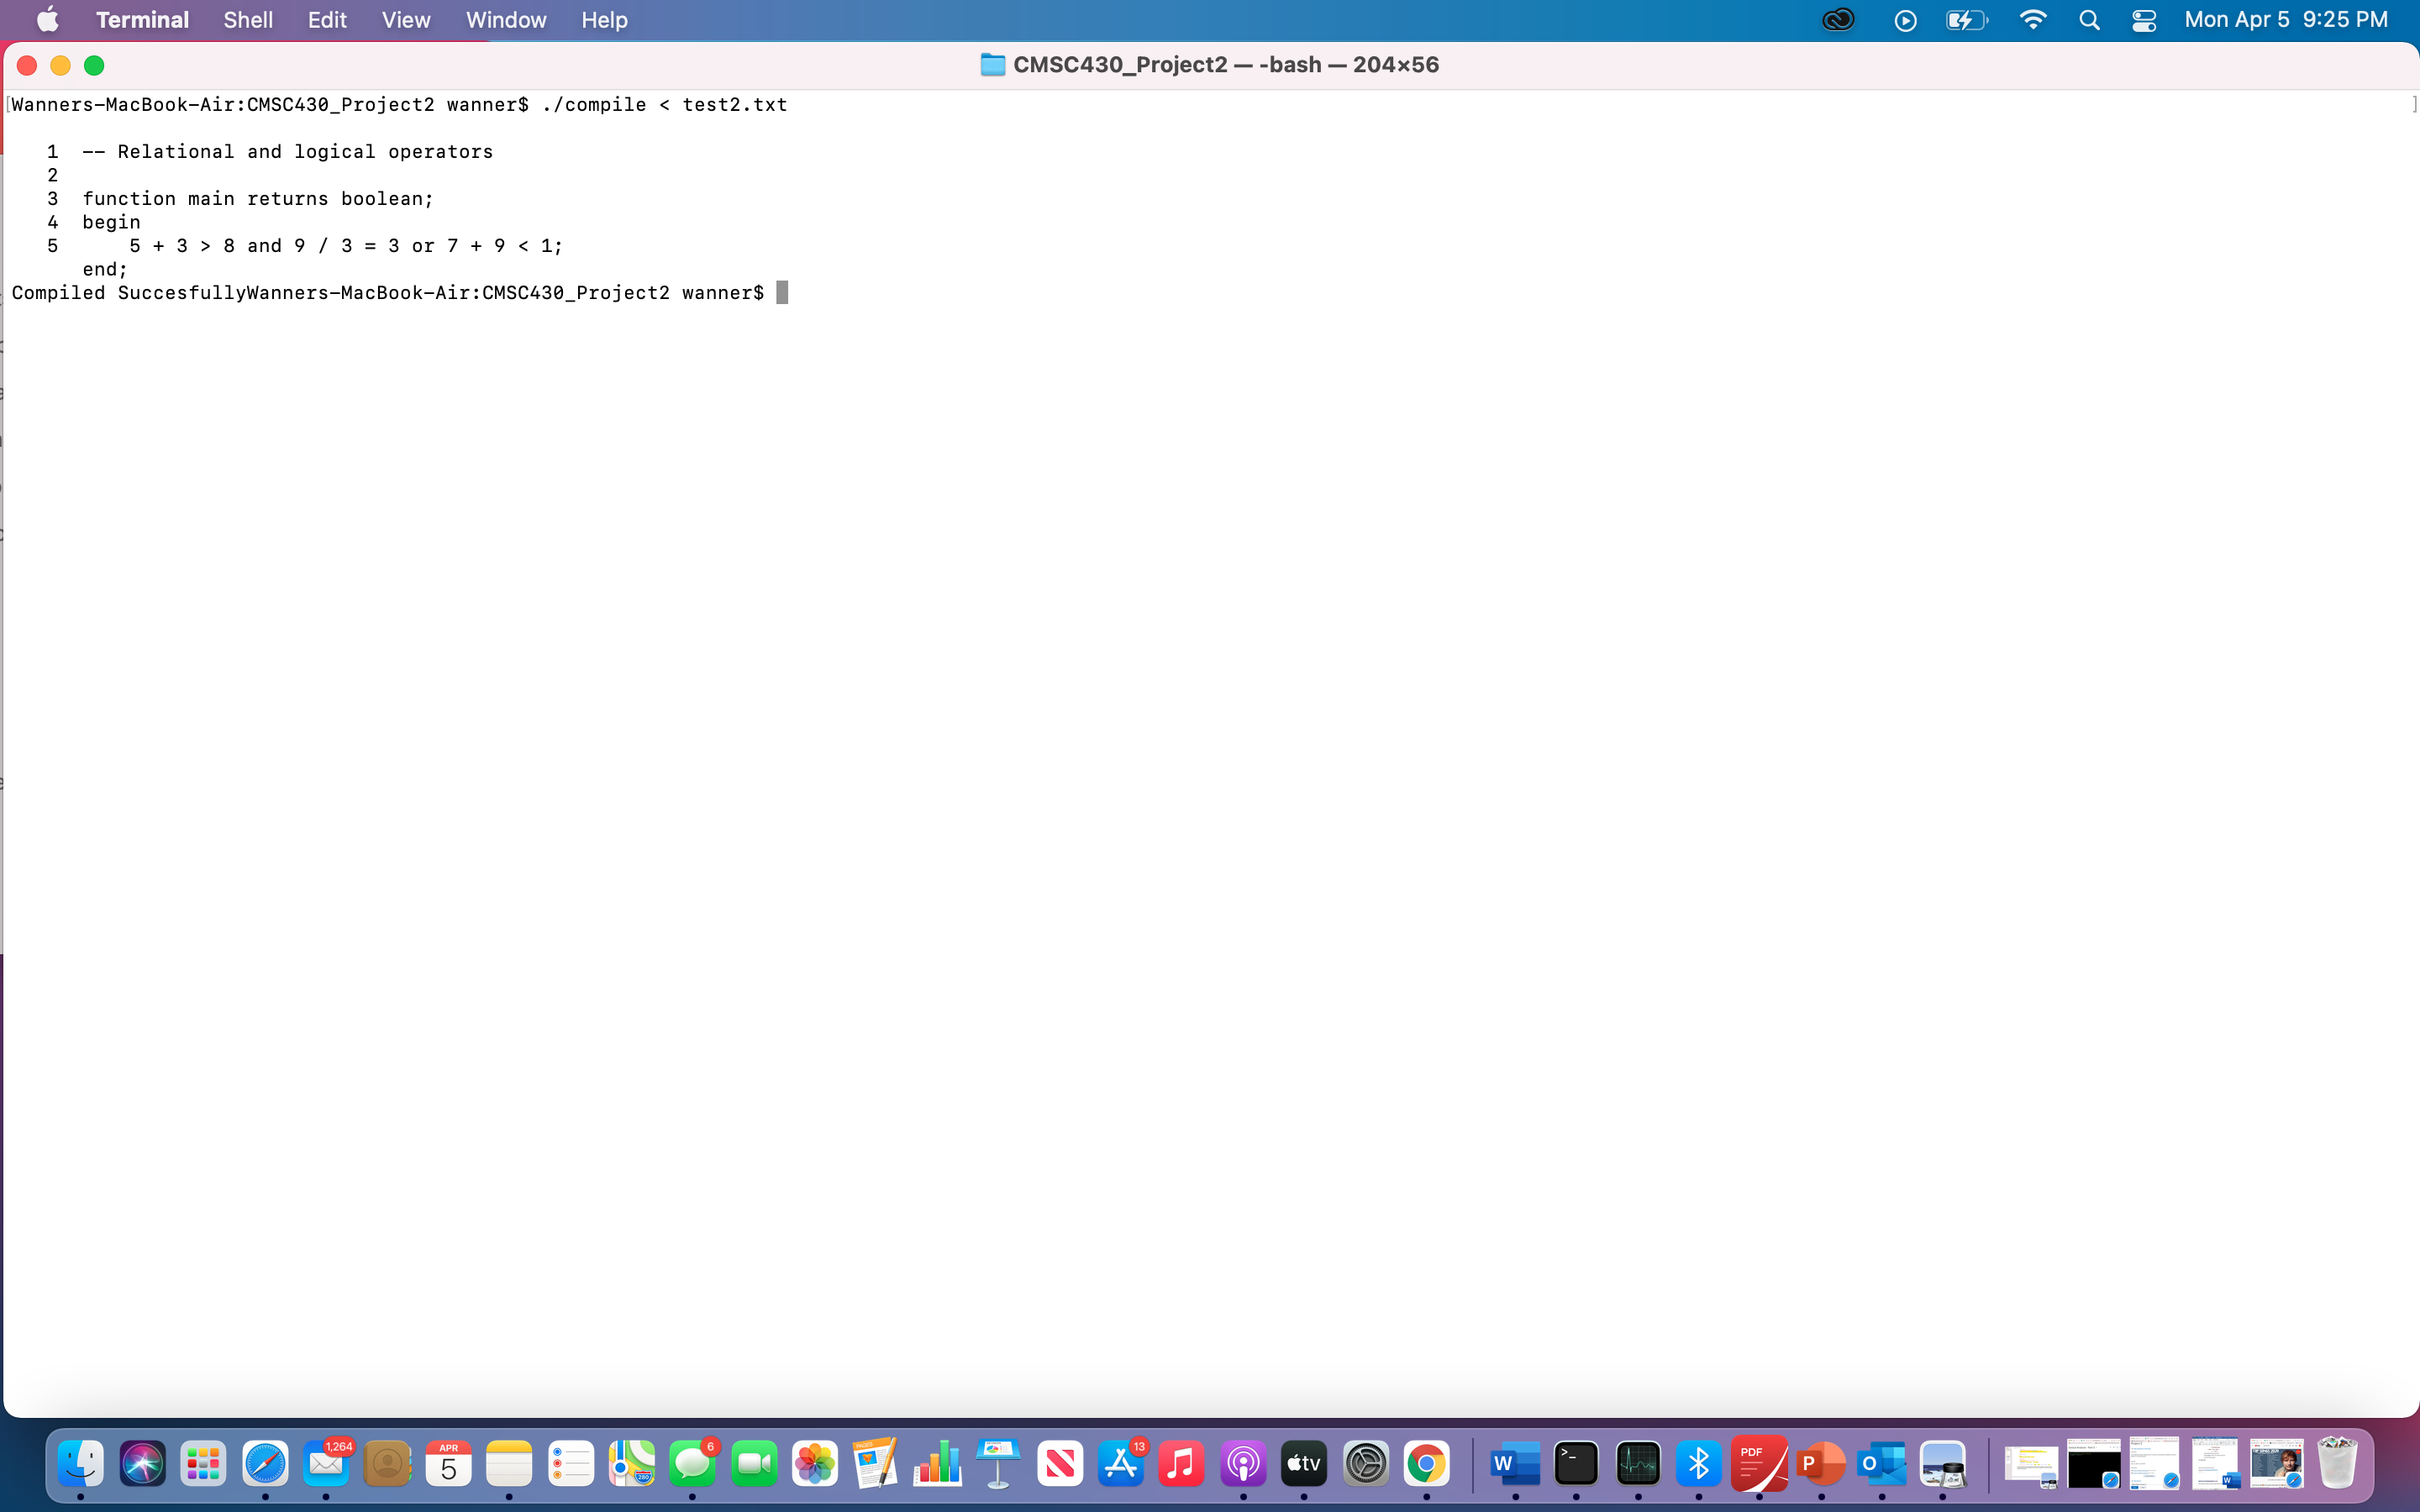 Terminal Shell Edit View Window Help Mon Apr 5 9:25 PM
CMSC430_Project2 — -bash — 204×56
[Wanners-MacBook-Air:CMSC430_Project2 wanner$ ./compile < test2.txt ]
1 -- Relational and logical operators
2
3 function main returns boolean;
4 begin
5 5 + 3 > 8 and 9 / 3 = 3 or 7 + 9 < 1;
end;
Compiled SuccesfullyWanners-MacBook-Air:CMSC430_Project2 wanner$
1,264
APR
5
280
6
PAGES
13
tv
W
>_
PDF
P
O
W